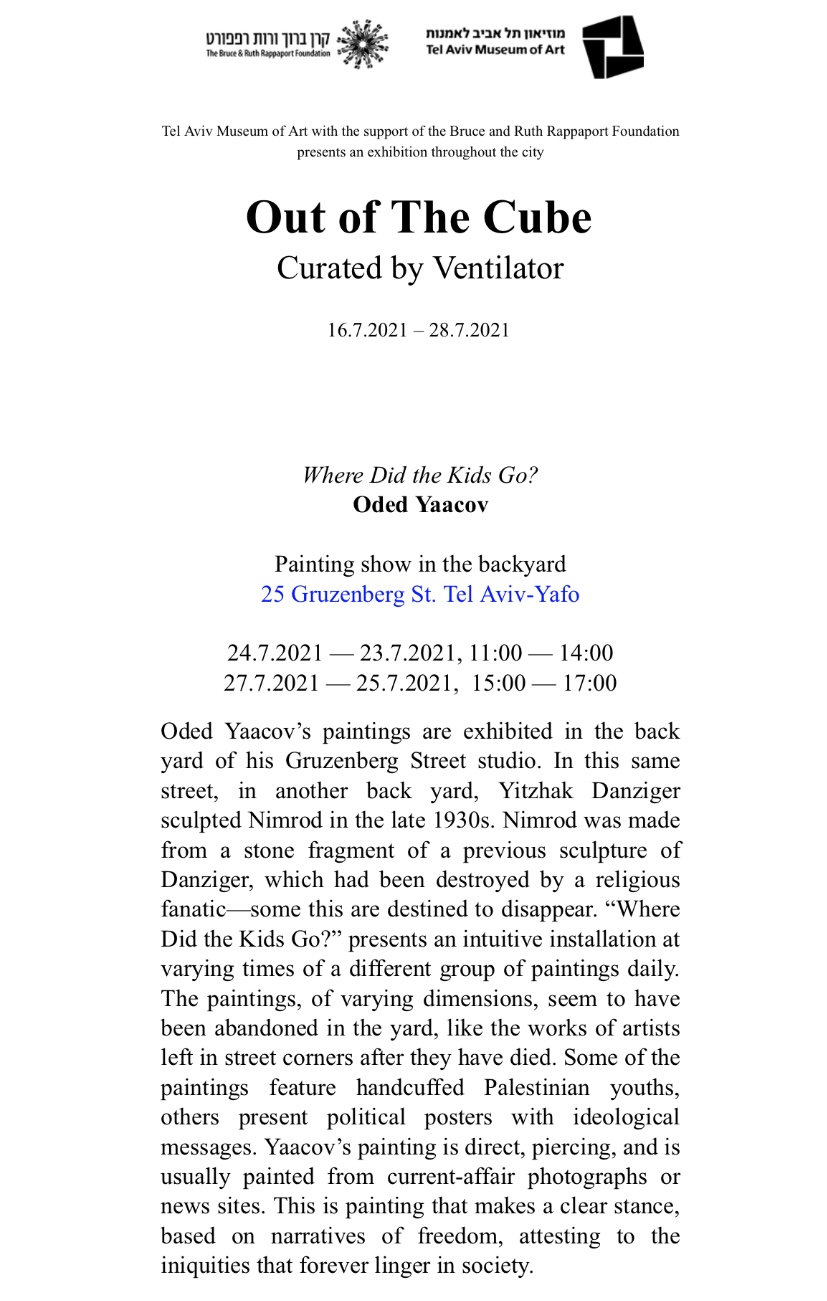 קרן ברוך ורות רפפורט
The Bruce & Ruth Rappaport Foundation
מוזיאון תל אביב לאמנות
Tel Aviv Museum of Art
Tel Aviv Museum of Art with the support of the Bruce and Ruth Rappaport Foundation
presents an exhibition throughout the city
Out of The Cube
Curated by Ventilator
16.7.2021 – 28.7.2021
Where Did the Kids Go?
Oded Yaacov
Painting show in the backyard
25 Gruzenberg St. Tel Aviv-Yafo
24.7.2021 — 23.7.2021, 11:00 — 14:00
27.7.2021 — 25.7.2021,  15:00 — 17:00
Oded Yaacov’s paintings are exhibited in the back
yard of his Gruzenberg Street studio. In this same
street, in another back yard, Yitzhak Danziger
sculpted Nimrod in the late 1930s. Nimrod was made
from a stone fragment of a previous sculpture of
Danziger, which had been destroyed by a religious
fanatic—some this are destined to disappear. “Where
Did the Kids Go?” presents an intuitive installation at
varying times of a different group of paintings daily.
The paintings, of varying dimensions, seem to have
been abandoned in the yard, like the works of artists
left in street corners after they have died. Some of the
paintings feature handcuffed Palestinian youths,
others present political posters with ideological
messages. Yaacov’s painting is direct, piercing, and is
usually painted from current-affair photographs or
news sites. This is painting that makes a clear stance,
based on narratives of freedom, attesting to the
iniquities that forever linger in society.